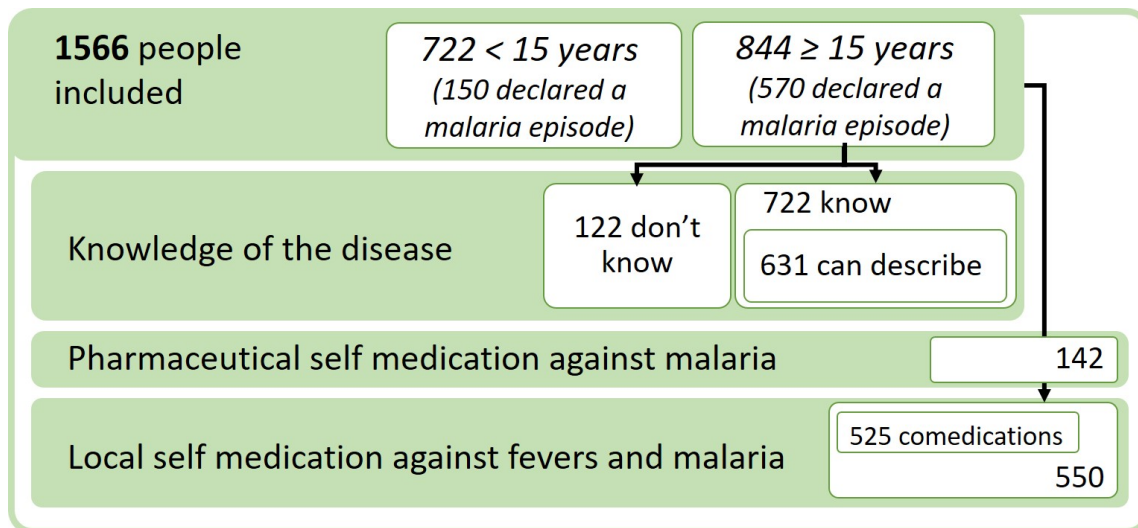 1566 people
included
722 < 15 years
(150 declared a
malaria episode)
844 ≥ 15 years
(570 declared a
malaria episode)
Knowledge of the disease
122 don’t
know
722 know
631 can describe
Pharmaceutical self medication against malaria
142
Local self medication against fevers and malaria
525 comedications
550